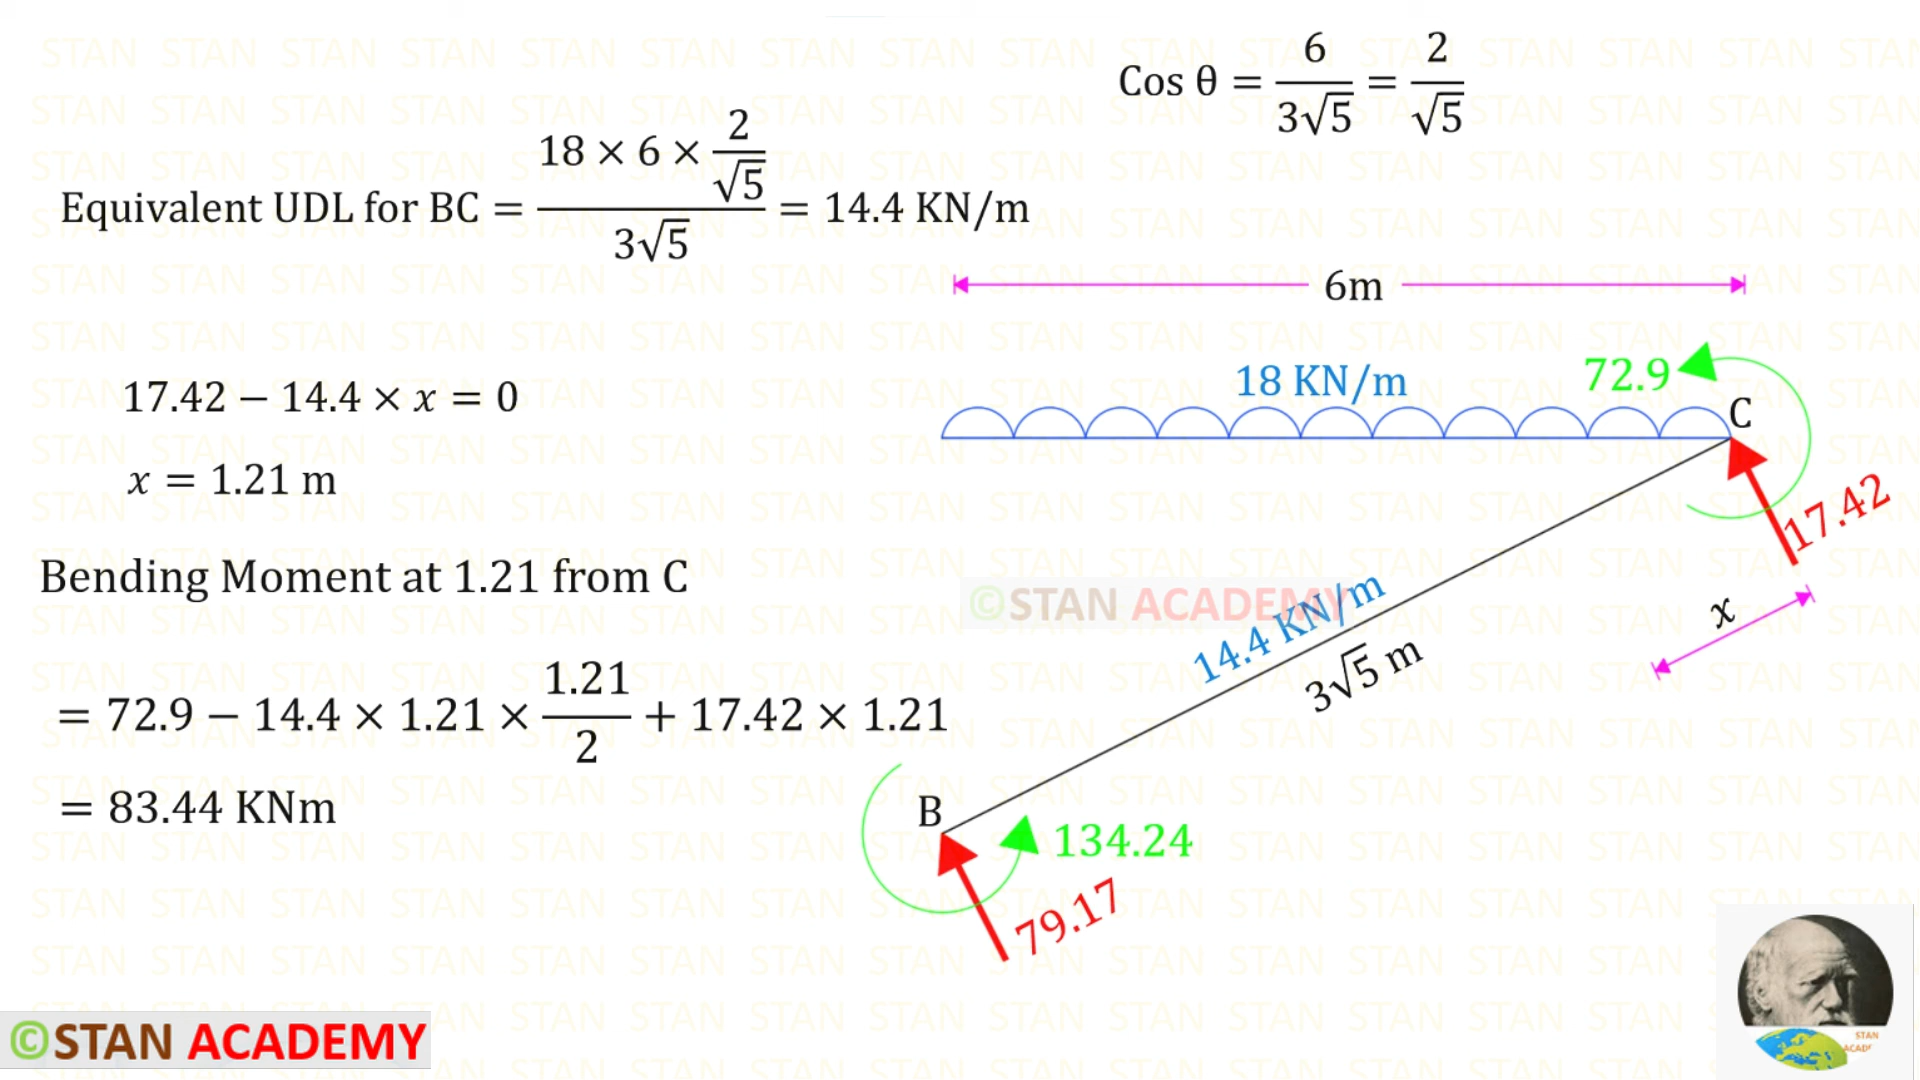 Cos θ = 6/3√5 = 2/√5
Equivalent UDL for BC = (18 × 6 × 2/√5)/3√5 = 14.4 KN/m
6m
17.42 − 14.4 × x = 0
18 KN/m
72.9
C
x = 1.21 m
17.42
Bending Moment at 1.21 from C
©STAN ACADEMY
14.4 KN/m
x
3√5 m
= 72.9 − 14.4 × 1.21 × 1.21/2 + 17.42 × 1.21
= 83.44 KNm
B
134.24
79.17
©STAN ACADEMY
STAN